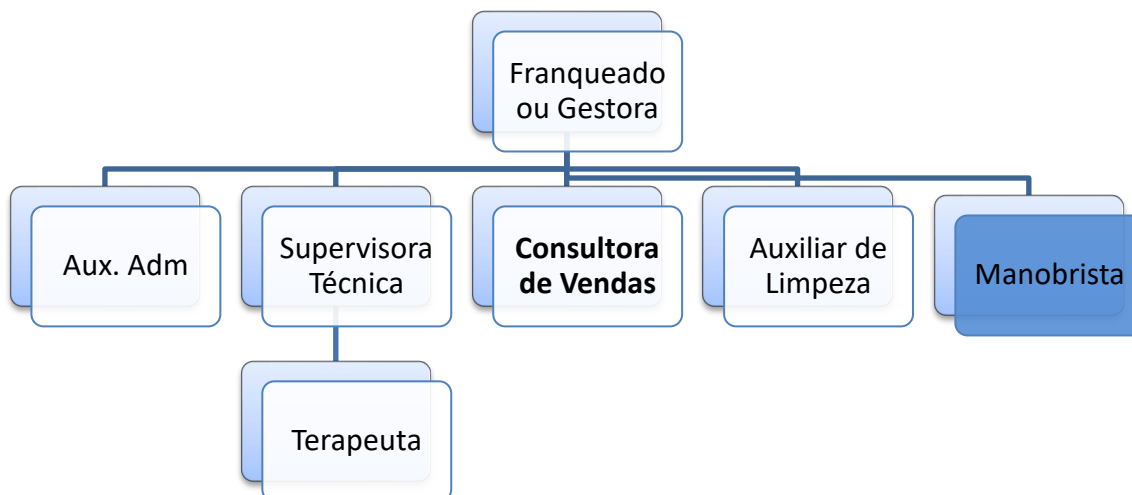 Franqueado
ou Gestora
Aux. Adm
Supervisora
Técnica
Consultora
de Vendas
Auxiliar de
Limpeza
Manobrista
Terapeuta